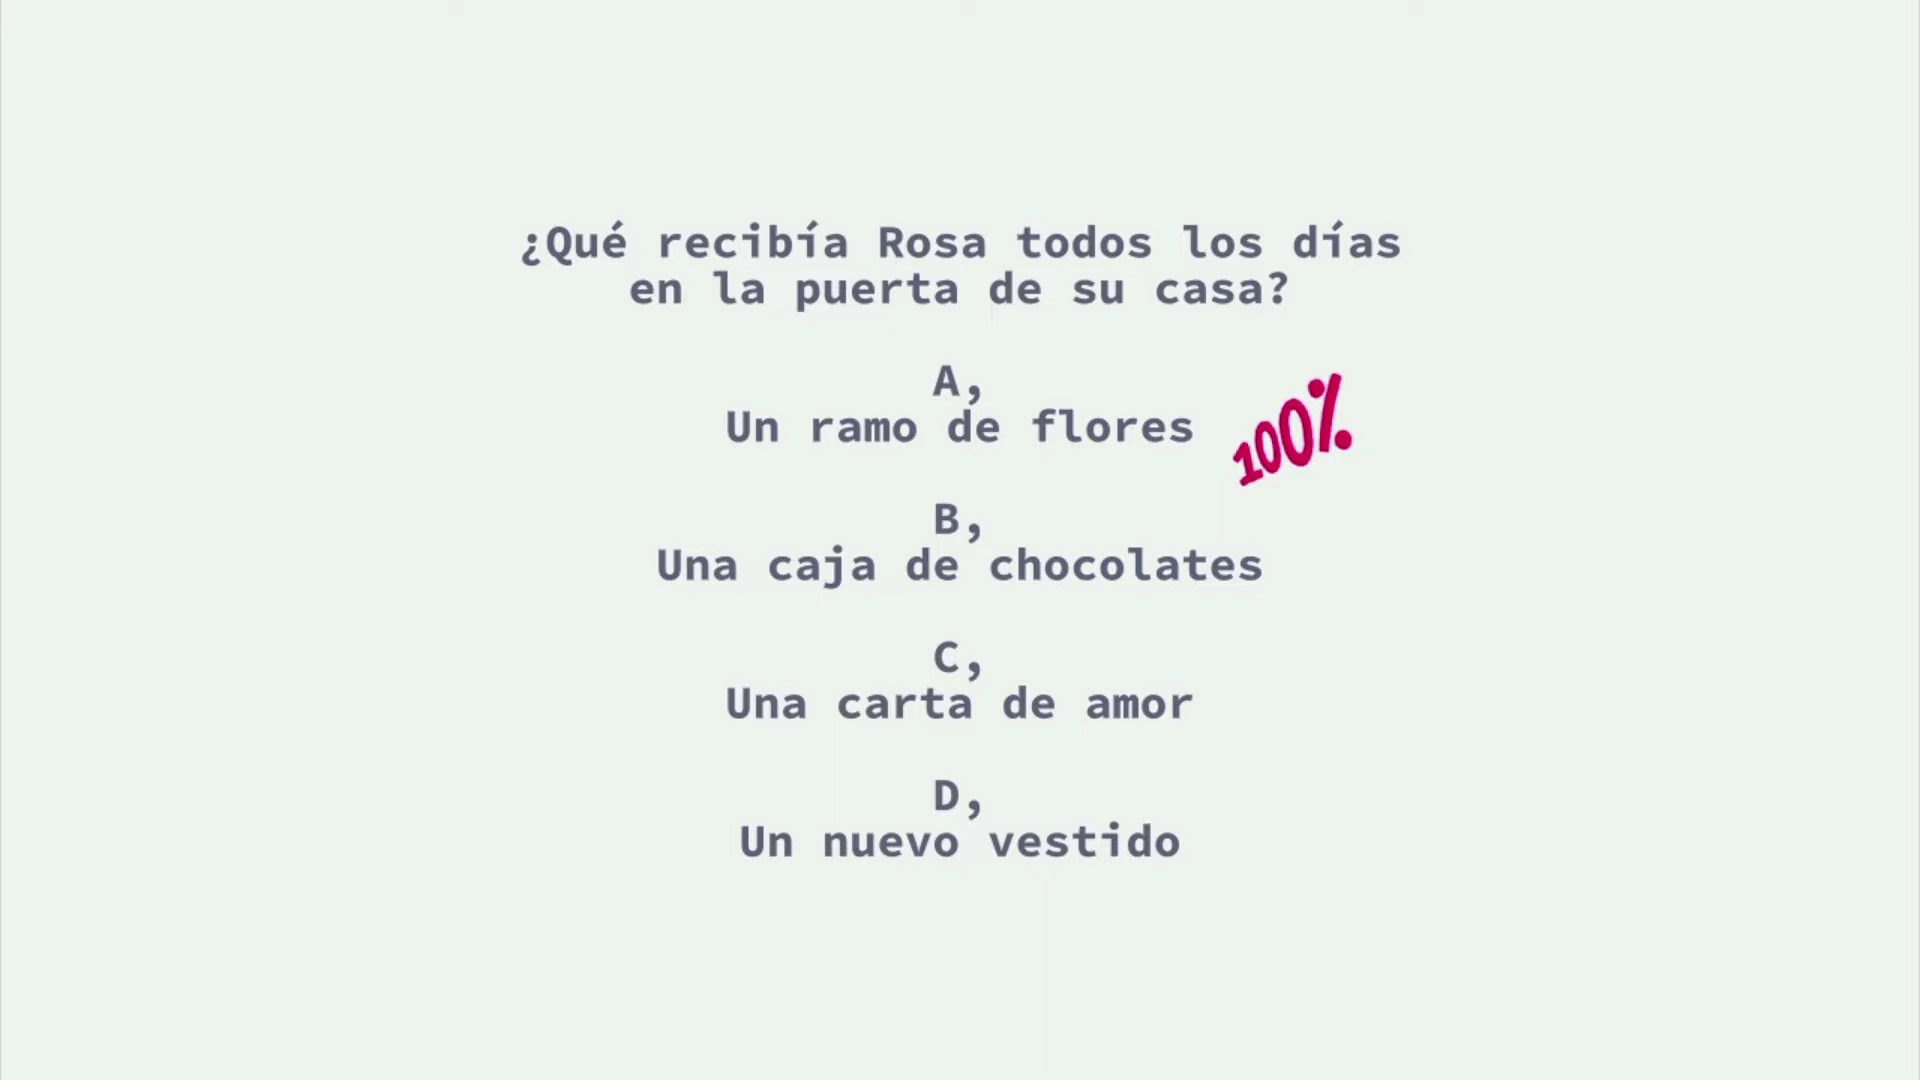 ¿Qué recibía Rosa todos los días
en la puerta de su casa?
A,
Un ramo de flores
100%
B,
Una caja de chocolates
C,
Una carta de amor
D,
Un nuevo vestido